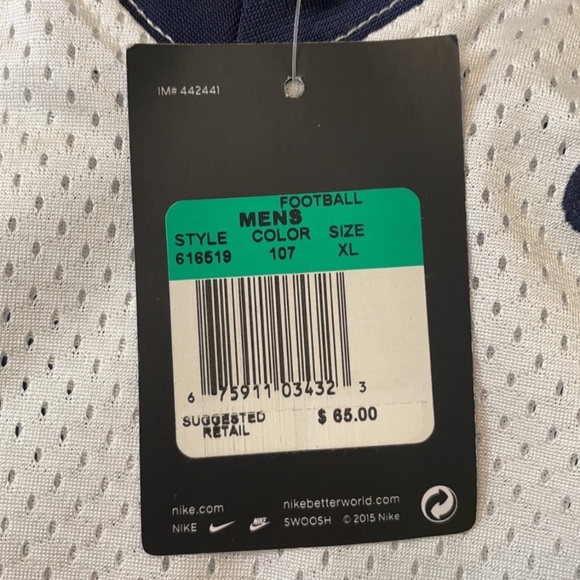 IM# 442441
FOOTBALL
MENS
STYLE COLOR SIZE
616519 107 XL
6 75911 03432 3
SUGGESTED RETAIL $ 65.00
nike.com nikebetterworld.com
NIKE SWOOSH © 2015 Nike